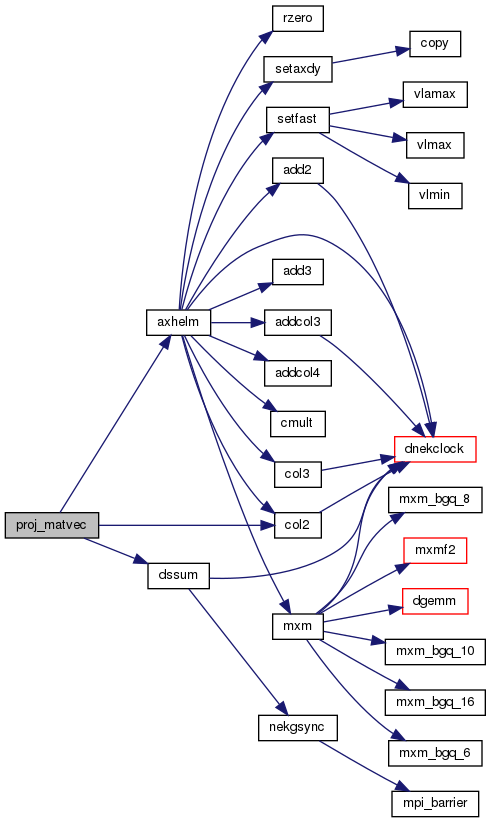 rzero
copy
setaxdy
vlamax
setfast
vlmax
add2
vlmin
add3
axhelm
addcol3
addcol4
cmult
dnekclock
col3
mxm_bgq_8
proj_matvec
col2
mxmf2
dssum
dgemm
mxm
mxm_bgq_10
mxm_bgq_16
nekgsync
mxm_bgq_6
mpi_barrier